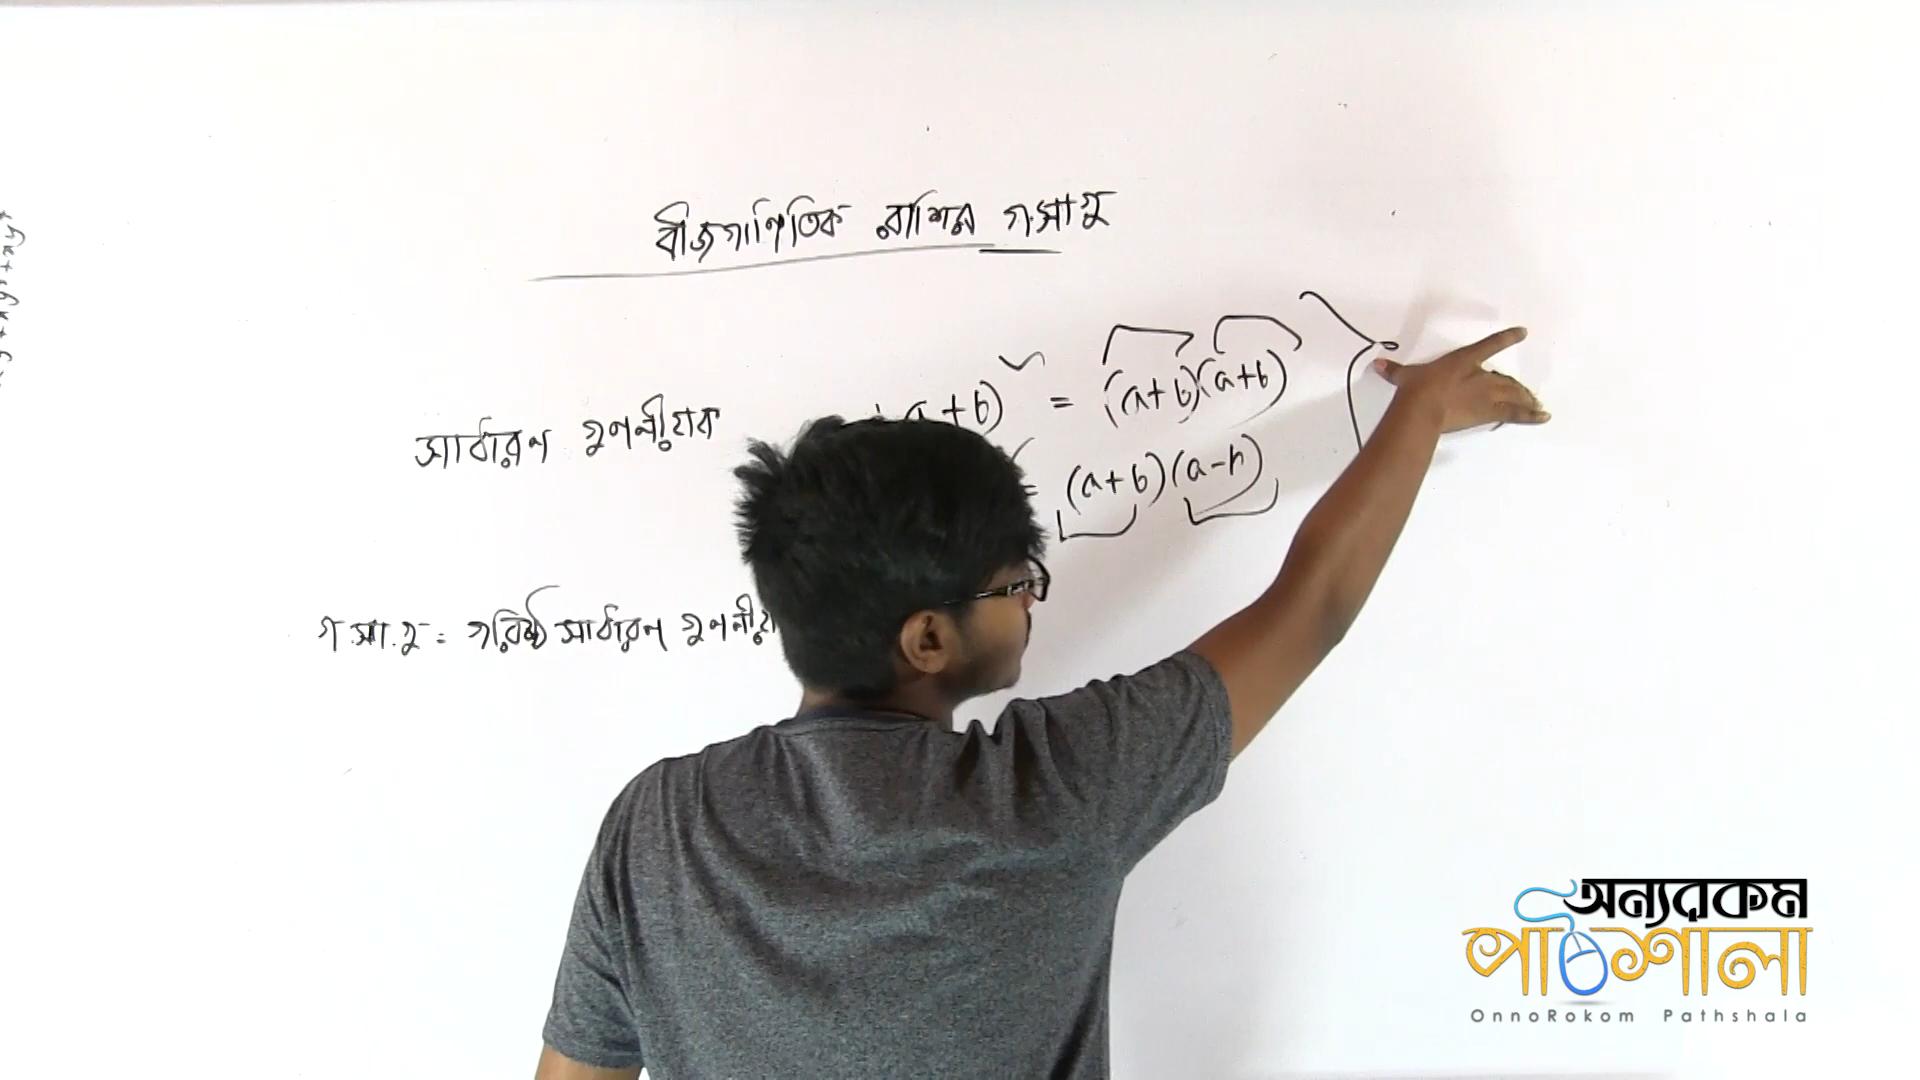 বীজগাণিতিক রাশির গ.সা.গু
সাধারণ গুণনীয়ক
a+b) = (a+b)(a+b)
= (a+b)(a-b)
গ.সা.গু = গরিষ্ঠ সাধারণ গুণনীয়
অন্যরকম
পাঠশালা
OnnoRokom Pathshala